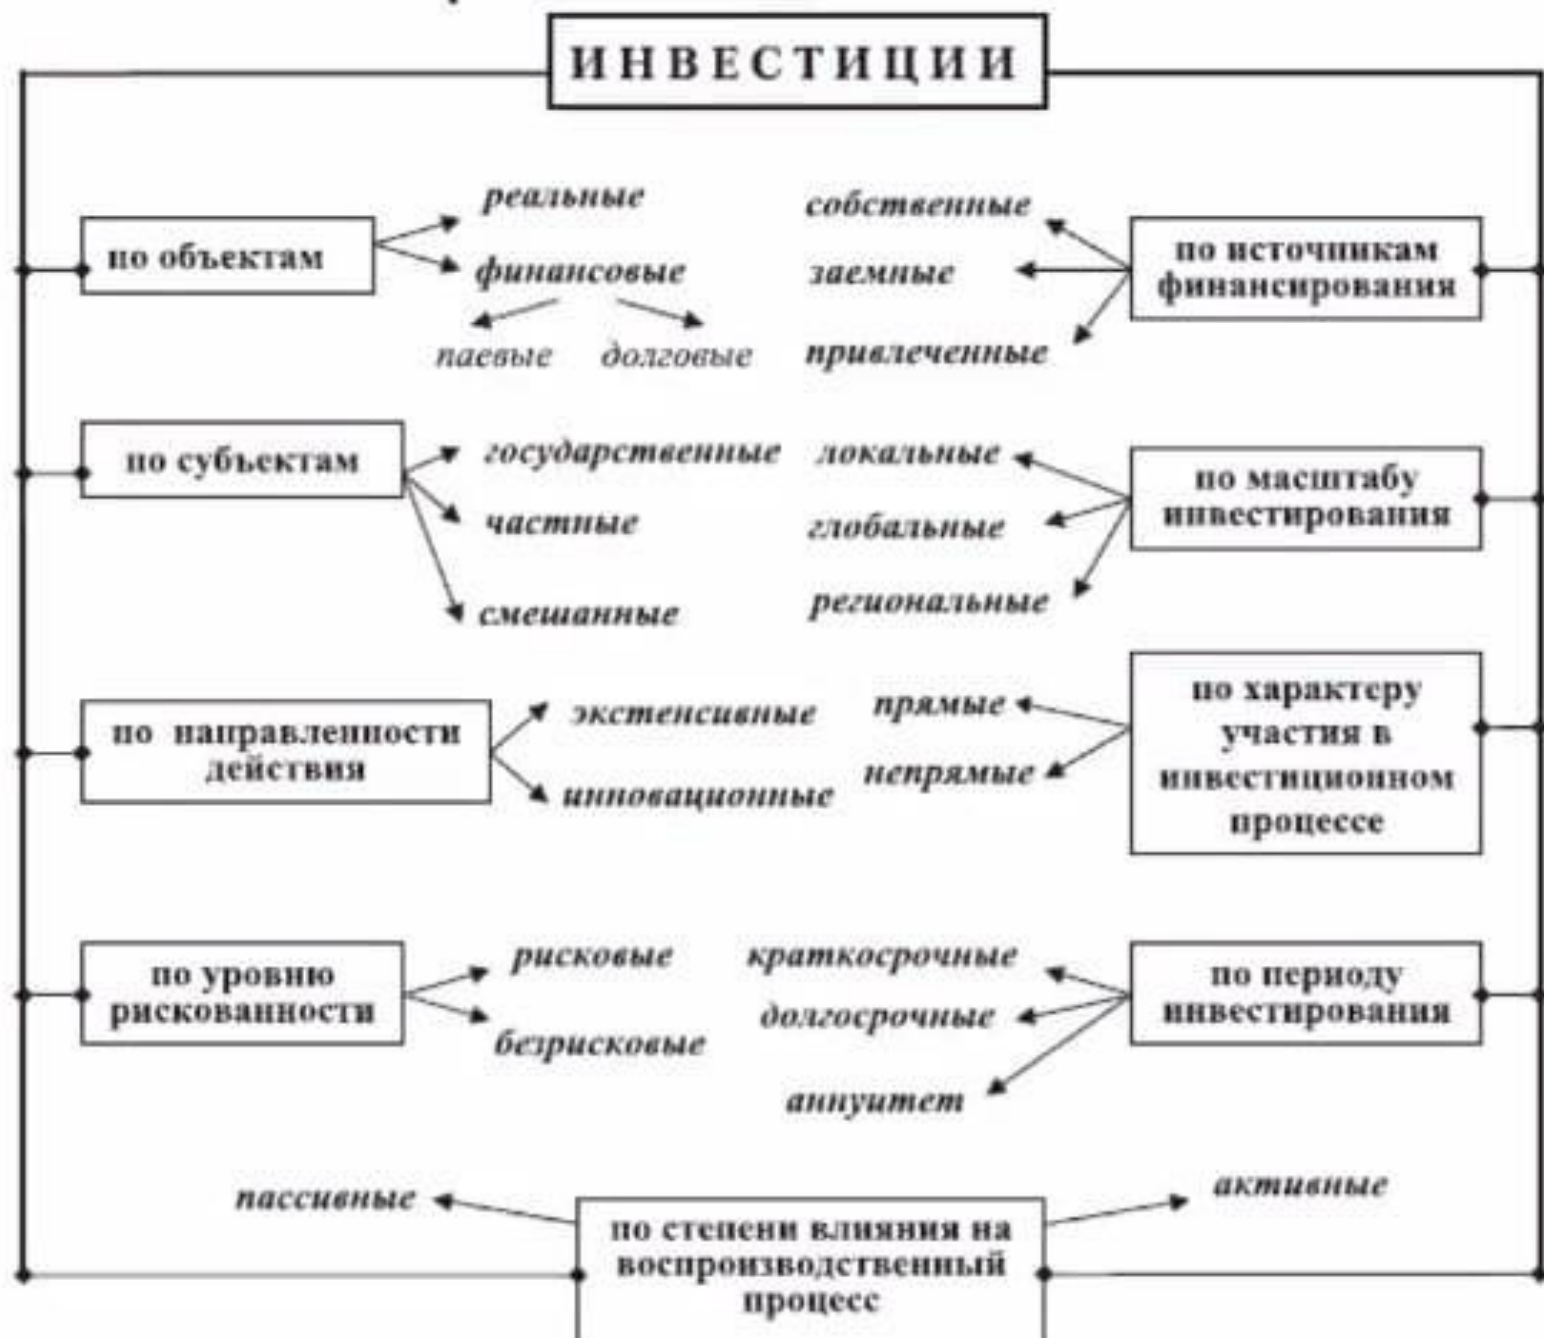 ИНВЕСТИЦИИ
по объектам
реальные
финансовые
паевые долговые
собственные
заемные
привлеченные
по источникам
финансирования
по субъектам
государственные
частные
смешанные
локальные
глобальные
региональные
по масштабу
инвестирования
по направленности
действия
экстенсивные
инновационные
прямые
непрямые
по характеру
участия в
инвестиционном
процессе
по уровню
рискованности
рисковые
безрисковые
краткосрочные
долгосрочные
аннуитет
по периоду
инвестирования
пассивные
по степени влияния на
воспроизводственный
процесс
активные